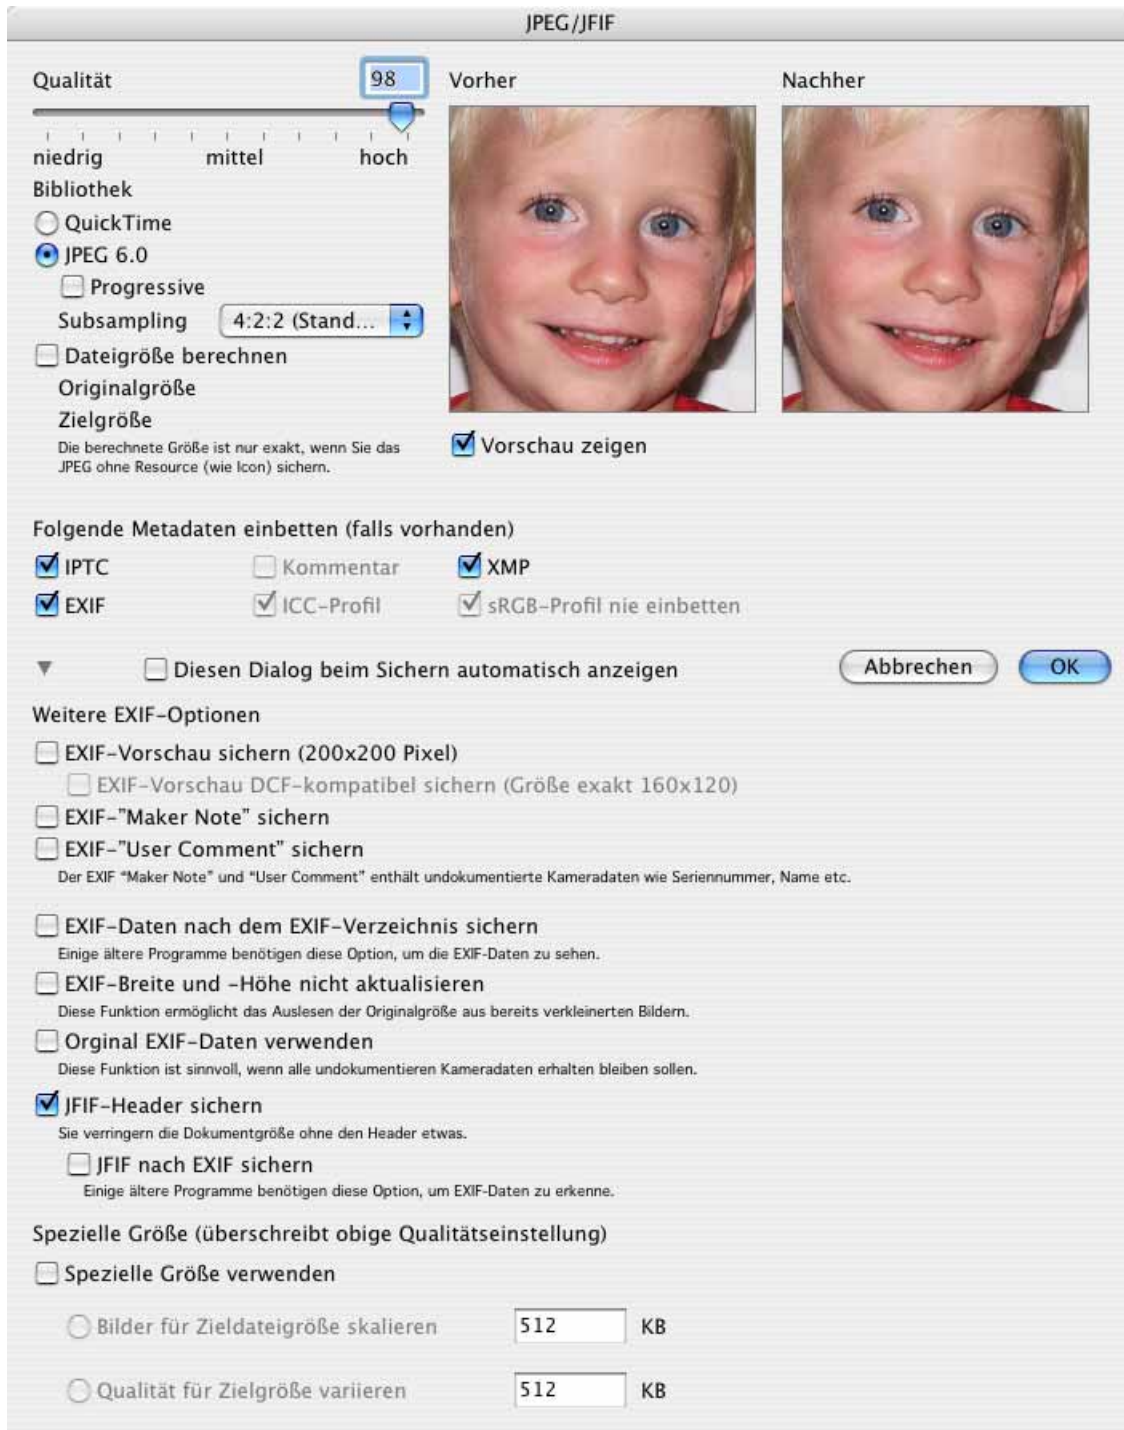 JPEG/JFIF
Qualität 98 Vorher Nachher
niedrig mittel hoch
Bibliothek
QuickTime
JPEG 6.0
Progressive
Subsampling 4:2:2 (Stand...
Dateigröße berechnen
Originalgröße
Zielgröße
Die berechnete Größe ist nur exakt, wenn Sie das
JPEG ohne Resource (wie Icon) sichern.
Vorschau zeigen
Folgende Metadaten einbetten (falls vorhanden)
IPTC Kommentar XMP
EXIF ICC-Profil sRGB-Profil nie einbetten
Diesen Dialog beim Sichern automatisch anzeigen Abbrechen OK
Weitere EXIF-Optionen
EXIF-Vorschau sichern (200x200 Pixel)
EXIF-Vorschau DCF-kompatibel sichern (Größe exakt 160x120)
EXIF-"Maker Note" sichern
EXIF-"User Comment" sichern
Der EXIF “Maker Note” und “User Comment” enthält undokumentierte Kameradaten wie Seriennummer, Name etc.
EXIF-Daten nach dem EXIF-Verzeichnis sichern
Einige ältere Programme benötigen diese Option, um die EXIF-Daten zu sehen.
EXIF-Breite und -Höhe nicht aktualisieren
Diese Funktion ermöglicht das Auslesen der Originalgröße aus bereits verkleinerten Bildern.
Orginal EXIF-Daten verwenden
Diese Funktion ist sinnvoll, wenn alle undokumentieren Kameradaten erhalten bleiben sollen.
JFIF-Header sichern
Sie verringern die Dokumentgröße ohne den Header etwas.
JFIF nach EXIF sichern
Einige ältere Programme benötigen diese Option, um EXIF-Daten zu erkenne.
Spezielle Größe (überschreibt obige Qualitätseinstellung)
Spezielle Größe verwenden
Bilder für Zieldateigröße skalieren 512 KB
Qualität für Zielgröße variieren 512 KB